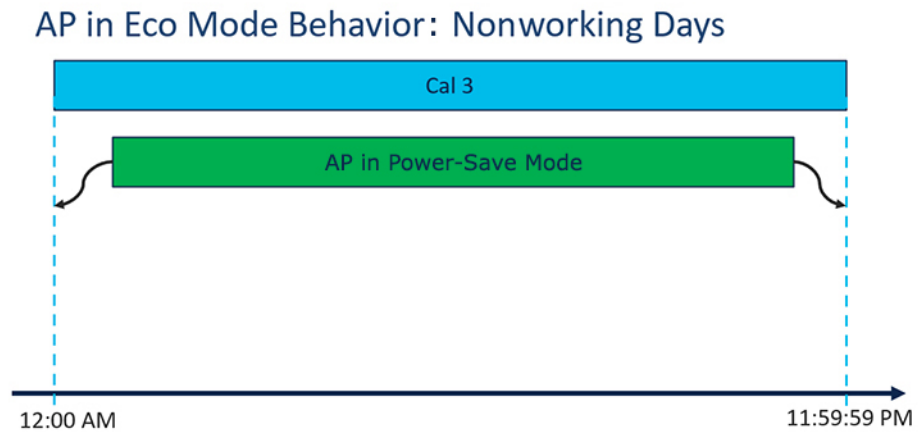 AP in Eco Mode Behavior: Nonworking Days
Cal 3
AP in Power-Save Mode
12:00 AM
11:59:59 PM